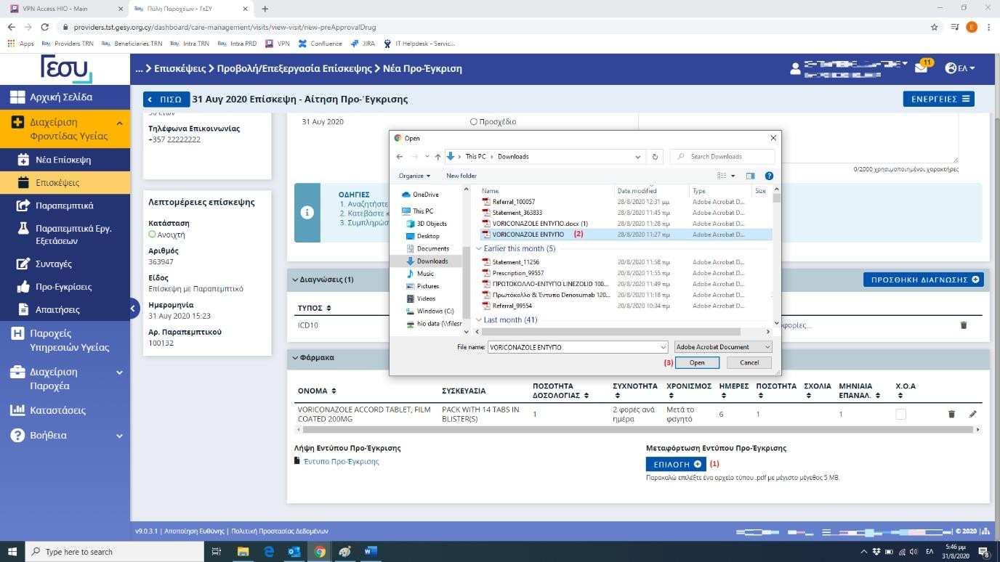 VPN Access HIO - Main
Πύλη Παροχέων - ΓεΣΥ
providers.tst.gesy.org.cy/dashboard/care-management/visits/view-visit/new-preApprovalDrug
E
Apps
Providers TRN
Beneficiaries TRN
Intra TRN
Intra PRD
VPN
Confluence
JIRA
IT Helpdesk - Servic...
Γεσυ
... > Επισκέψεις > Προβολή/Επεξεργασία Επίσκεψης > Νέα Προ-Έγκριση
11
ΕΛ
Αρχική Σελίδα
Διαχείριση
Φροντίδας Υγείας
Νέα Επίσκεψη
Επισκέψεις
Παραπεμπτικά
Παραπεμπτικά Εργ.
Εξετάσεων
Συνταγές
Προ-Εγκρίσεις
Απαιτήσεις
Παροχείς
Υπηρεσιών Υγείας
Διαχείριση
Παροχέα
Καταστάσεις
Βοήθεια
ΠΙΣΩ
31 Αυγ 2020 Επίσκεψη - Αίτηση Προ-Έγκρισης
ΕΝΕΡΓΕΙΕΣ
Τηλέφωνα Επικοινωνίας
+357 22222222
Λεπτομέρειες επίσκεψης
Κατάσταση
Ανοιχτή
Αριθμός
363947
Είδος
Επίσκεψη με Παραπεμπτικό
Ημερομηνία
31 Αυγ 2020 15:23
Αρ. Παραπεμπτικού
100132
31 Αυγ 2020
Προσχέδιο
0/2000 χρησιμοποιημένοι χαρακτήρες
ΟΔΗΓΙΕΣ
1. Αναζητήστε
2. Κατεβάστε κ
3. Συμπληρώσ
Open
This PC > Downloads
Search Downloads
Organize
New folder
OneDrive
This PC
3D Objects
Desktop
Documents
Downloads
Music
Pictures
Videos
Windows (C:)
hio data (\\filesr
Name Date modified Type Size
Referral_100057 28/8/2020 12:31 μμ Adobe Acrobat D...
Statement_363833 28/8/2020 11:45 πμ Adobe Acrobat D...
VORICONAZOLE ΕΝΤΥΠΟ.docx (1) 28/8/2020 11:28 πμ Adobe Acrobat D...
VORICONAZOLE ΕΝΤΥΠΟ (2) 28/8/2020 11:27 πμ Adobe Acrobat D...
Earlier this month (5)
Statement_11256 20/8/2020 11:58 πμ Adobe Acrobat D...
Prescription_99557 20/8/2020 11:55 πμ Adobe Acrobat D...
ΠΡΩΤΟΚΟΛΛΟ-ΕΝΤΥΠΟ LINEZOLID 100... 20/8/2020 11:49 πμ Adobe Acrobat D...
Πρωτόκολλο & Έντυπο Denosumab 120... 20/8/2020 11:18 πμ Adobe Acrobat D...
Referral_99554 20/8/2020 10:34 πμ Adobe Acrobat D...
Last month (41)
File name: VORICONAZOLE ΕΝΤΥΠΟ
Adobe Acrobat Document
(3) Open
Cancel
Διαγνώσεις (1)
ΠΡΟΣΘΗΚΗ ΔΙΑΓΝΩΣΗΣ
ΤΥΠΟΣ
ICD10
φορίες...
Φάρμακα
ΟΝΟΜΑ ΣΥΣΚΕΥΑΣΙΑ ΠΟΣΟΤΗΤΑ ΔΟΣΟΛΟΓΙΑΣ ΣΥΧΝΟΤΗΤΑ ΧΡΟΝΙΣΜΟΣ ΗΜΕΡΕΣ ΠΟΣΟΤΗΤΑ ΣΧΟΛΙΑ ΜΗΝΙΑΙΑ ΕΠΑΝΑΛ. Χ.Ο.Α
VORICONAZOLE ACCORD TABLET, FILM COATED 200MG PACK WITH 14 TABS IN BLISTER(S) 1 2 φορές ανά ημέρα Μετά το φαγητό 6 1 1
Λήψη Εντύπου Προ-Έγκρισης
Έντυπο Προ-Έγκρισης
Μεταφόρτωση Εντύπου Προ-Έγκρισης
ΕΠΙΛΟΓΗ (1)
Παρακαλώ επιλέξτε ένα αρχείο τύπου .pdf με μέγιστο μέγεθος 5 MB.
v9.0.3.1 | Αποποίηση Ευθύνης | Πολιτική Προστασίας Δεδομένων
© 2020
Type here to search
ΕΛ
5:46 μμ
31/8/2020
8